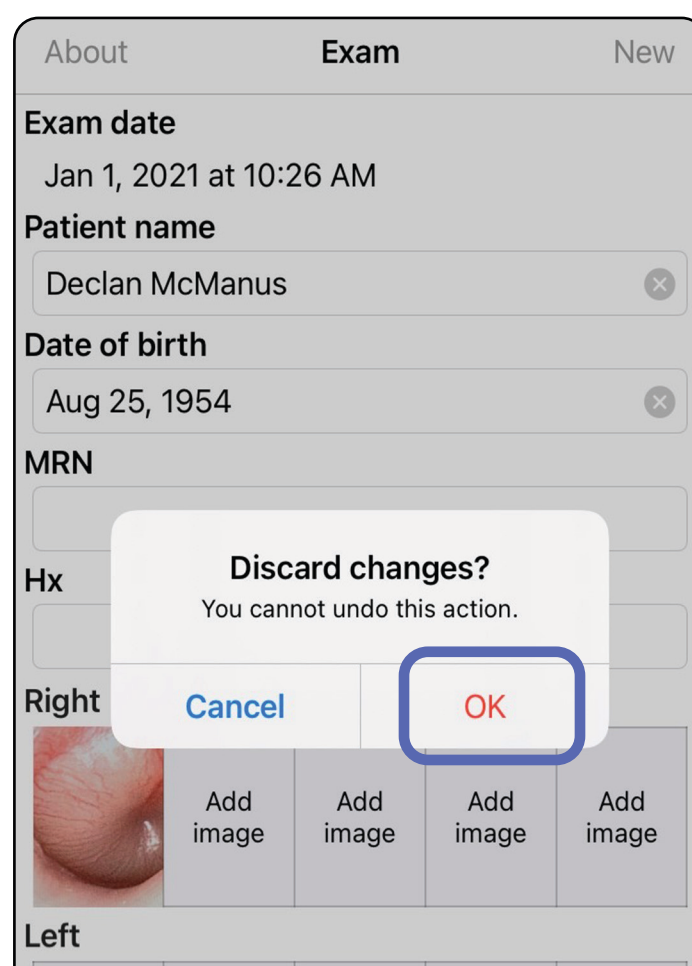 About Exam New
Exam date
Jan 1, 2021 at 10:26 AM
Patient name
Declan McManus
Date of birth
Aug 25, 1954
MRN
Discard changes?
Hx
You cannot undo this action.
Cancel OK
Right
Add image Add image Add image Add image
Left